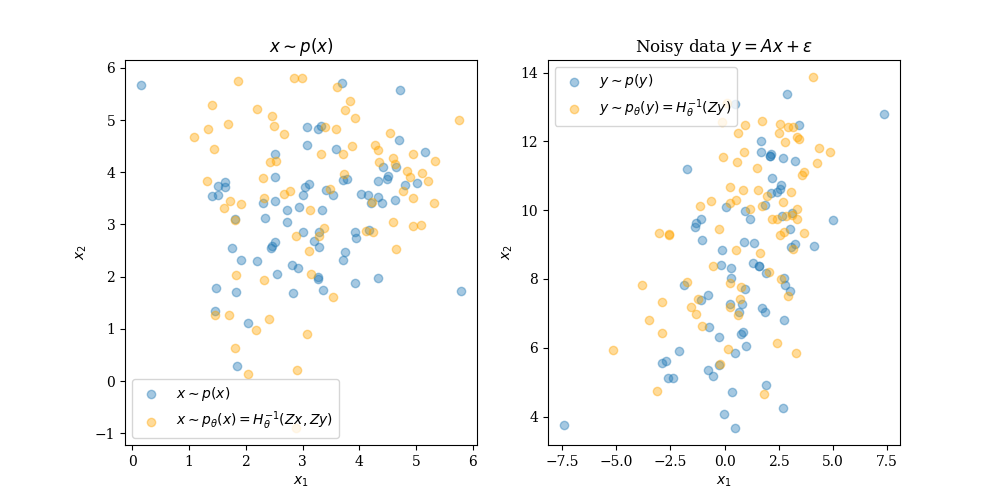 x ∼ p(x)
Noisy data y = Ax + ε
6
5
4
3
2
1
0
−1
x₂
x ∼ p(x)
x ∼ p_θ(x) = H_θ^{-1}(Zx, Zy)
0 1 2 3 4 5 6
x₁
14
12
10
8
6
4
x₂
y ∼ p(y)
y ∼ p_θ(y) = H_θ^{-1}(Zy)
−7.5 −5.0 −2.5 0.0 2.5 5.0 7.5
x₁